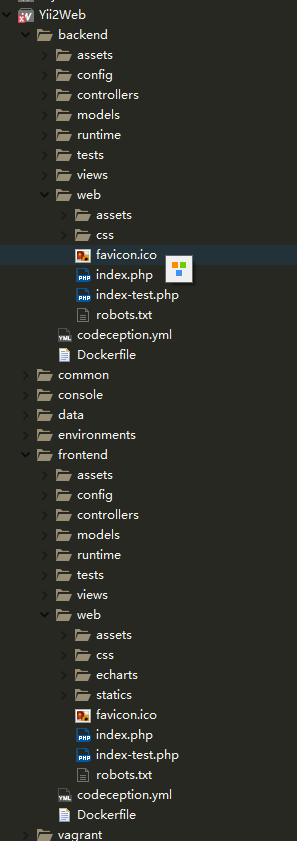 Yii2Web
backend
assets
config
controllers
models
runtime
tests
views
web
assets
css
favicon.ico
index.php
index-test.php
robots.txt
codeception.yml
Dockerfile
common
console
data
environments
frontend
assets
config
controllers
models
runtime
tests
views
web
assets
css
echarts
statics
favicon.ico
index.php
index-test.php
robots.txt
codeception.yml
Dockerfile
vagrant